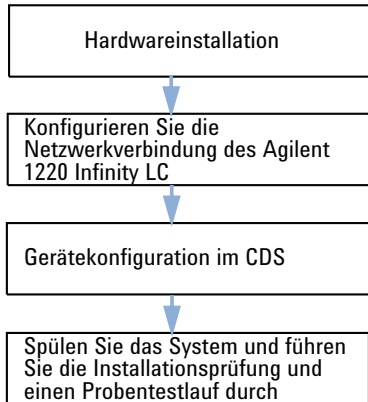 Hardwareinstallation
Konfigurieren Sie die
Netzwerkverbindung des Agilent
1220 Infinity LC
Gerätekonfiguration im CDS
Spülen Sie das System und führen
Sie die Installationsprüfung und
einen Probentestlauf durch